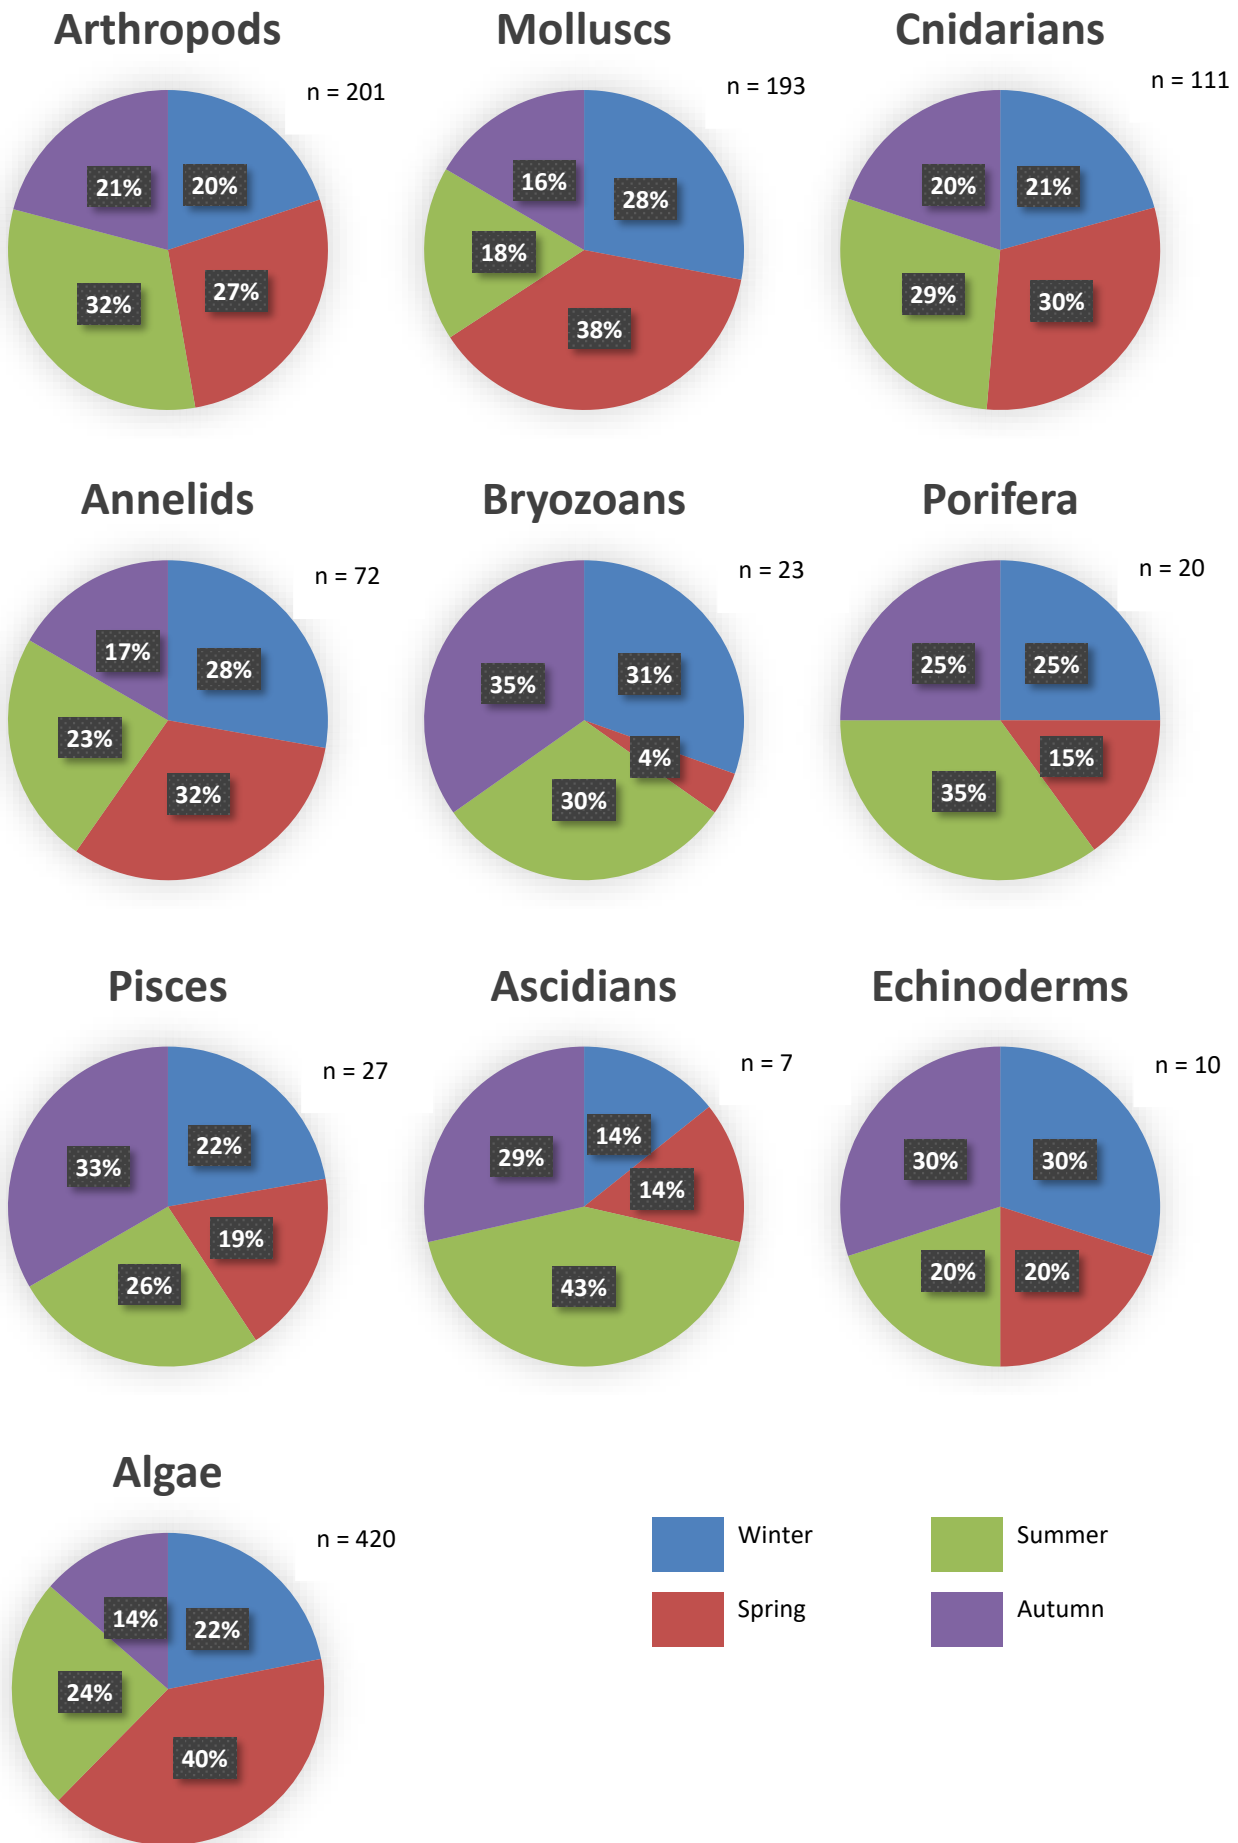 Arthropods
n = 201
21%
20%
32%
27%
Molluscs
n = 193
16%
28%
18%
38%
Cnidarians
n = 111
20%
21%
29%
30%
Annelids
n = 72
17%
28%
23%
32%
Bryozoans
n = 23
35%
31%
4%
30%
Porifera
n = 20
25%
25%
15%
35%
Pisces
n = 27
33%
22%
19%
26%
Ascidians
n = 7
29%
14%
14%
43%
Echinoderms
n = 10
30%
30%
20%
20%
Algae
n = 420
14%
22%
24%
40%
Winter
Summer
Spring
Autumn